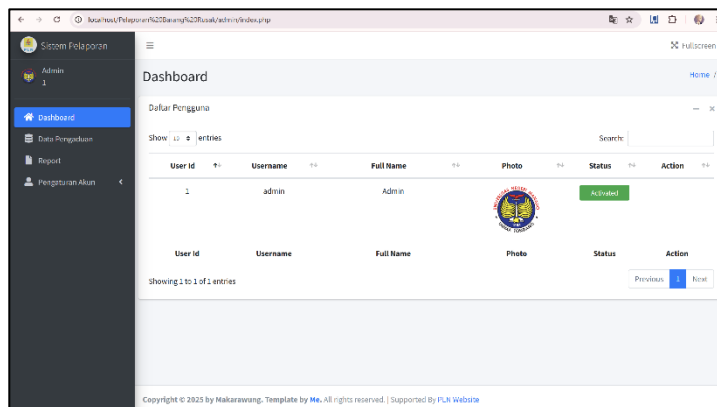 localhost/Pelaporan%20Barang%20Rusak/admin/index.php
Sistem Pelaporan
Fullscreen
Admin
1
Dashboard
Home /
Dashboard
Data Pengaduan
Report
Pengaturan Akun
Daftar Pengguna
Show 10 entries
Search:
User Id Username Full Name Photo Status Action
1 admin Admin Activated
User Id Username Full Name Photo Status Action
Showing 1 to 1 of 1 entries
Previous 1 Next
Copyright © 2025 by Makarawung. Template by Me. All rights reserved. | Supported By PLN Website